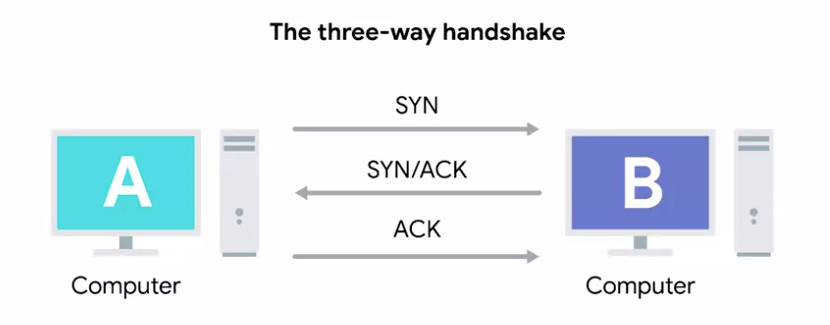 The three-way handshake
SYN
A
SYN/ACK
B
ACK
Computer
Computer